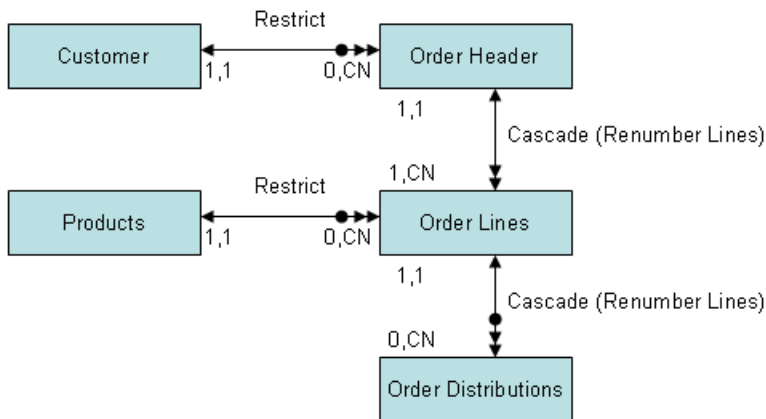 Restrict
Customer
Order Header
1,1
0,CN
1,1
Cascade (Renumber Lines)
1,CN
Restrict
Products
Order Lines
1,1
0,CN
1,1
Cascade (Renumber Lines)
0,CN
Order Distributions